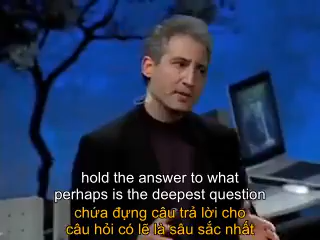 hold the answer to what
perhaps is the deepest question
chứa đựng câu trả lời cho
câu hỏi có lẽ là sâu sắc nhất